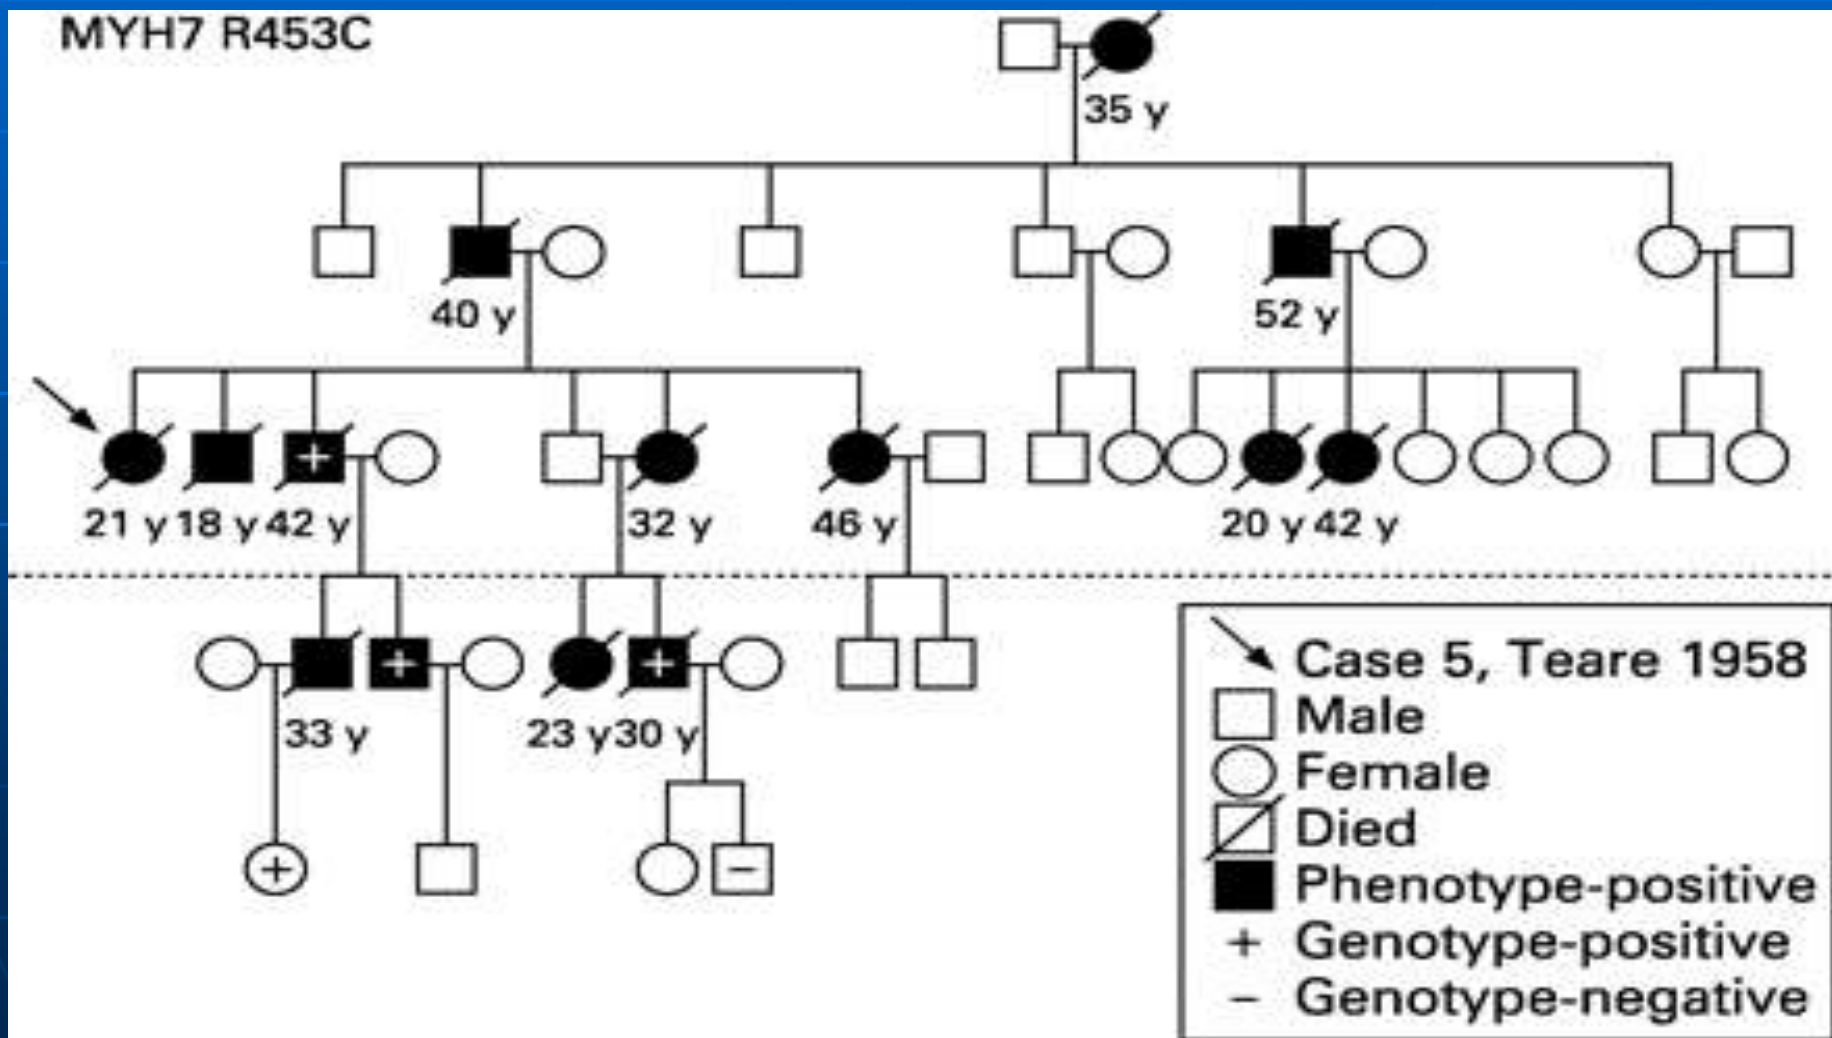 MYH7 R453C
35 y
40 y
52 y
21 y 18 y 42 y
32 y
46 y
20 y 42 y
33 y
23 y 30 y
+
+
+
+
−
Case 5, Teare 1958
Male
Female
Died
Phenotype-positive
+ Genotype-positive
− Genotype-negative